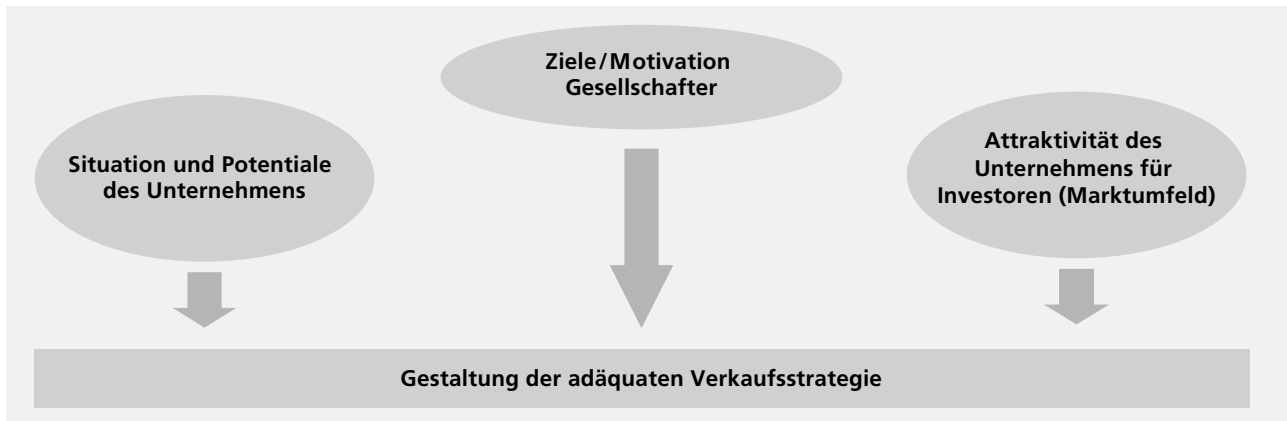 Ziele/Motivation
Gesellschafter
Situation und Potentiale
des Unternehmens
Attraktivität des
Unternehmens für
Investoren (Marktumfeld)
Gestaltung der adäquaten Verkaufsstrategie